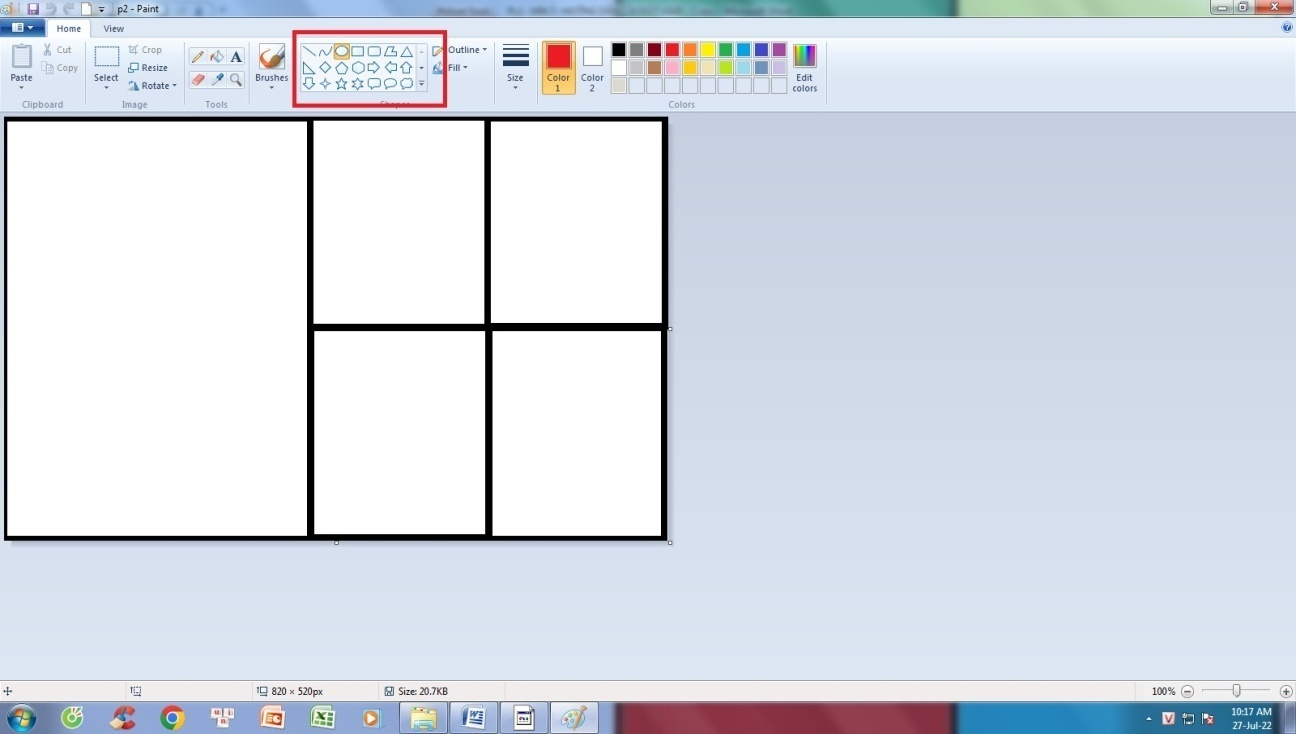 p2 - Paint
Home View
Paste
Cut
Copy
Clipboard
Select
Crop
Resize
Rotate
Image
A
Tools
Brushes
Outline
Fill
Size
Color 1
Color 2
Edit colors
Colors
820 × 520px
Size: 20.7KB
100%
10:17 AM
27-Jul-22